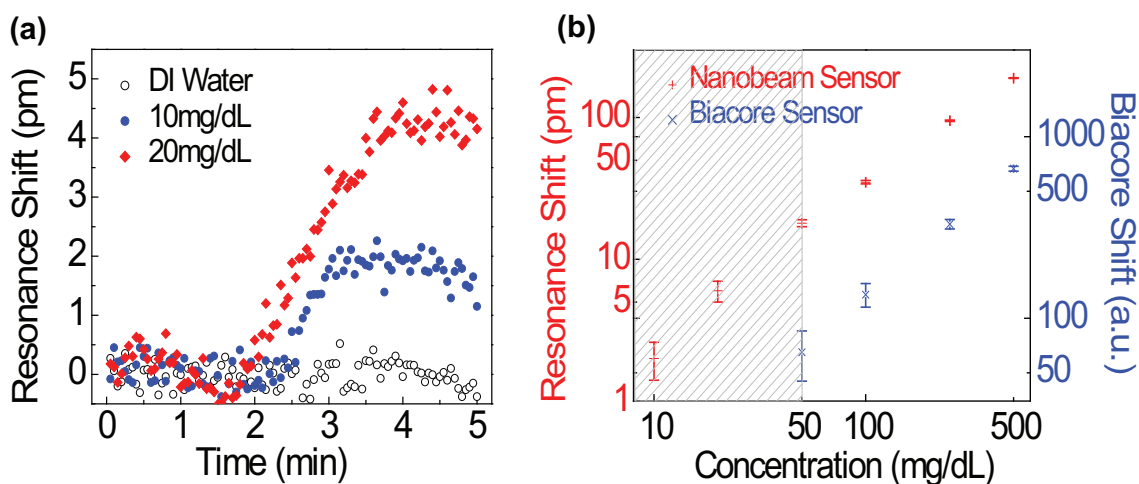 (a)
DI Water
10mg/dL
20mg/dL
Resonance Shift (pm)
5
4
3
2
1
0
0
1
2
3
4
5
Time (min)
(b)
Nanobeam Sensor
Biacore Sensor
Resonance Shift (pm)
100
50
10
5
1
Biacore Shift (a.u.)
1000
500
100
50
10
50
100
500
Concentration (mg/dL)